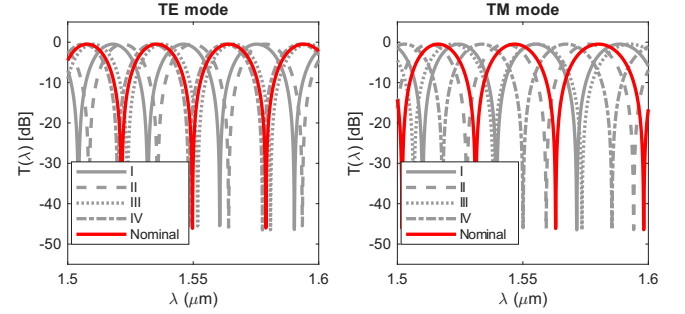 TE mode
0
-10
-20
-30
-40
-50
T(λ) [dB]
I
II
III
IV
Nominal
1.5
1.55
1.6
λ (μm)
TM mode
0
-10
-20
-30
-40
-50
T(λ) [dB]
I
II
III
IV
Nominal
1.5
1.55
1.6
λ (μm)